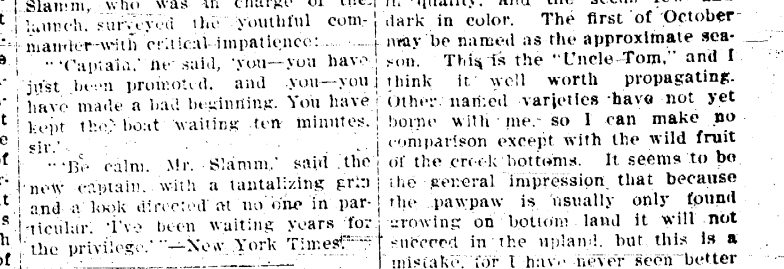 Slamm, who was in charge of the
launch, surveyed the youthful com-
mander with critical impatience:
"'Captain,' he said, 'you—you have
just been promoted, and you—you
have made a bad beginning. You have
kept the boat waiting ten minutes,
sir.'
"'Be calm, Mr. Slamm,' said the
new captain, with a tantalizing grin
and a look directed at no one in par-
ticular. 'I've been waiting years for
the privilege.'"—New York Times.
in quality, and the
dark in color. The first of October
may be named as the approximate sea-
son. This is the "Uncle Tom," and I
think it well worth propagating.
Other named varieties have not yet
borne with me, so I can make no
comparison except with the wild fruit
of the creek bottoms. It seems to be
the general impression that because
the pawpaw is usually only found
growing on bottom land it will not
succeed in the upland, but this is a
mistake, for I have never seen better